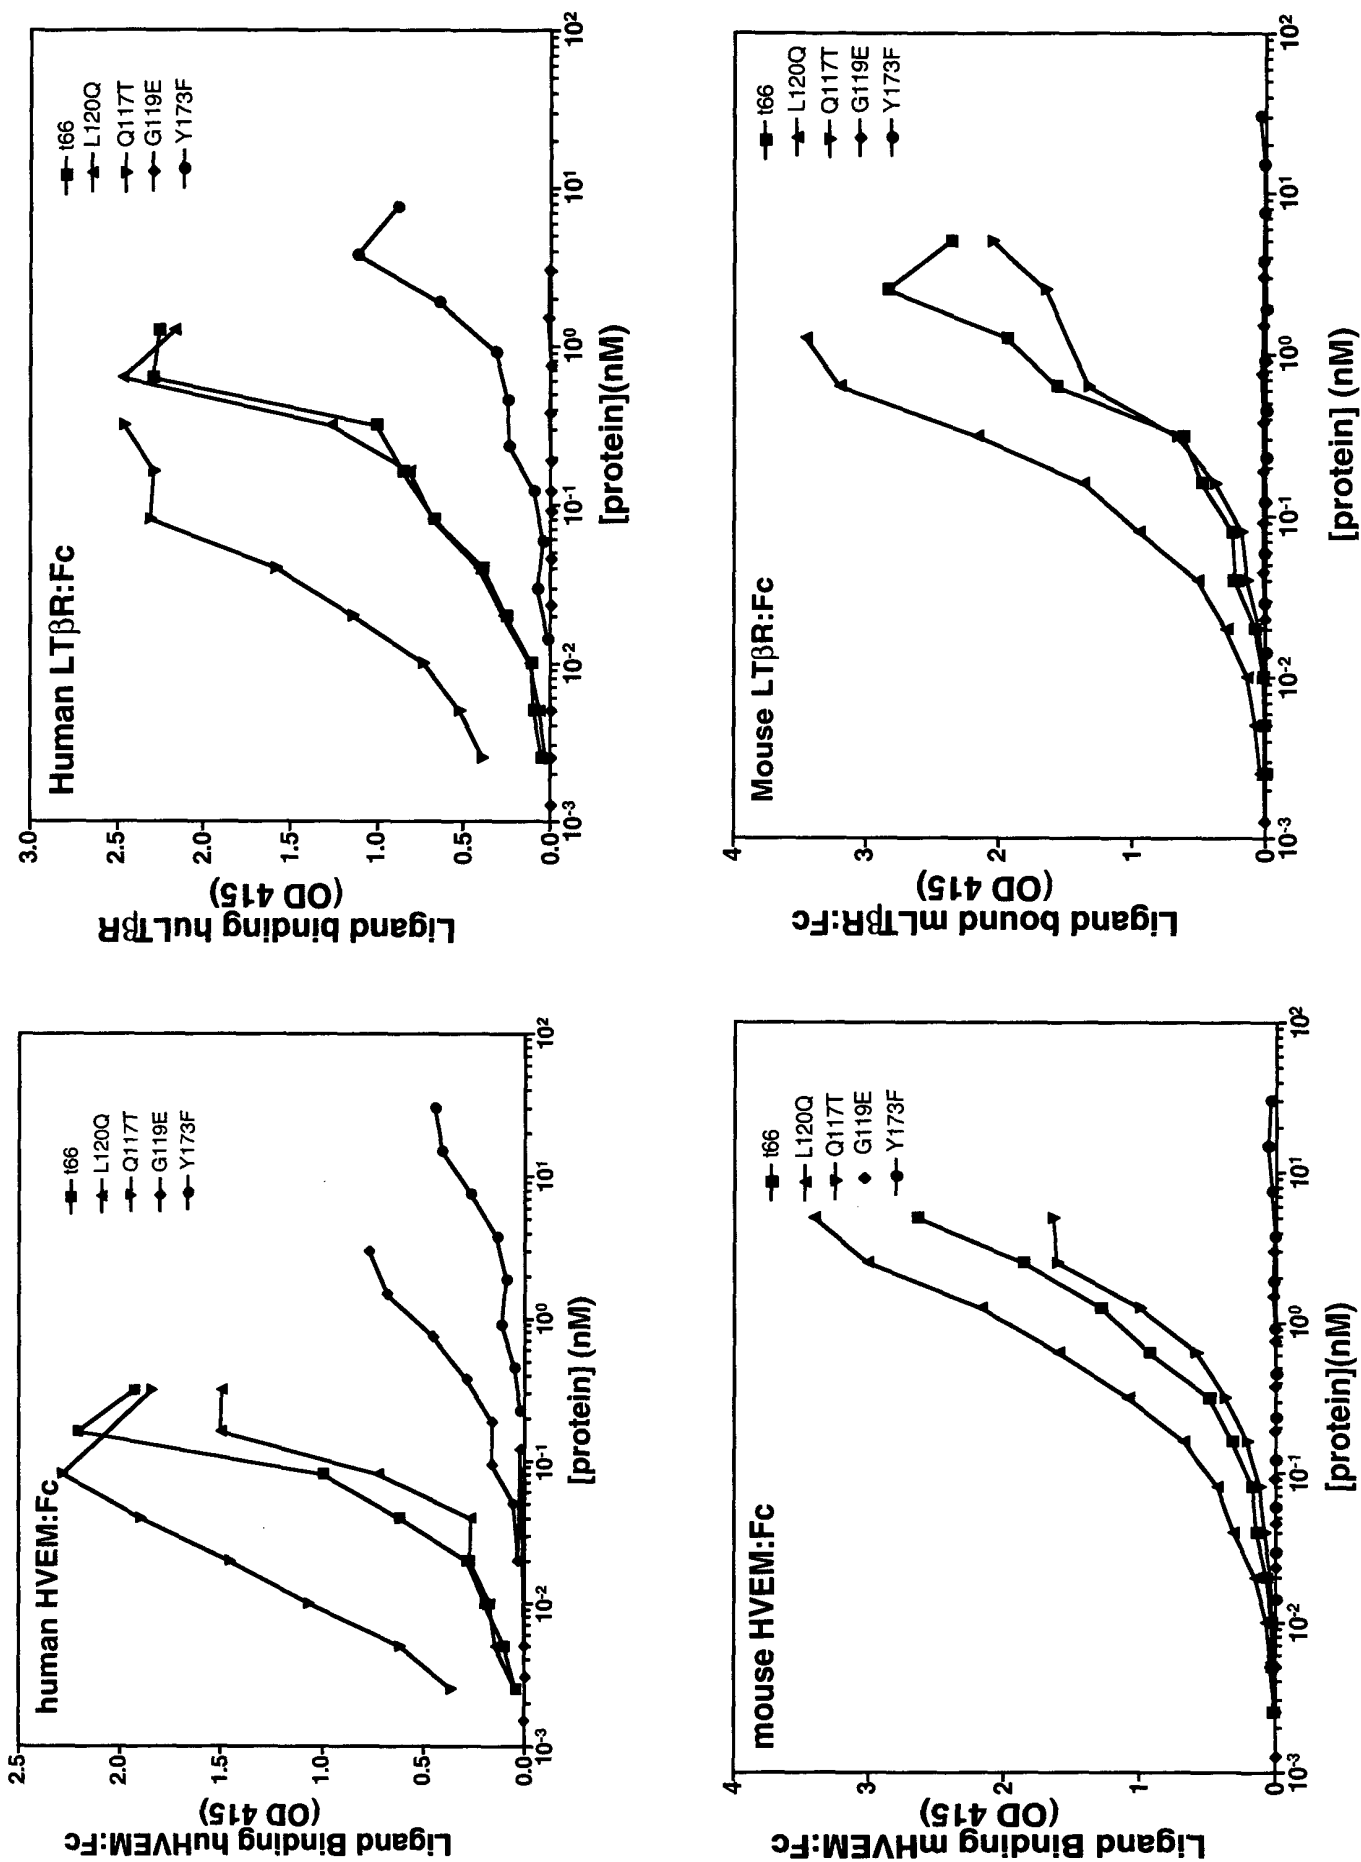 human HVEM:Fc
Ligand Binding huHVEM:Fc
(OD 415)
2.5
2.0
1.5
1.0
0.5
0.0
10-3
10-2
10-1
100
101
102
[protein] (nM)
t66
L120Q
Q117T
G119E
Y173F
Human LTβR:Fc
Ligand binding huLTβR
(OD 415)
3.0
2.5
2.0
1.5
1.0
0.5
0.0
10-3
10-2
10-1
100
101
102
[protein](nM)
t66
L120Q
Q117T
G119E
Y173F
mouse HVEM:Fc
Ligand Binding mHVEM:Fc
(OD 415)
4
3
2
1
0
10-3
10-2
10-1
100
101
102
[protein](nM)
t66
L120Q
Q117T
G119E
Y173F
Mouse LTβR:Fc
Ligand bound mLTβR:Fc
(OD 415)
4
3
2
1
0
10-3
10-2
10-1
100
101
102
[protein] (nM)
t66
L120Q
Q117T
G119E
Y173F